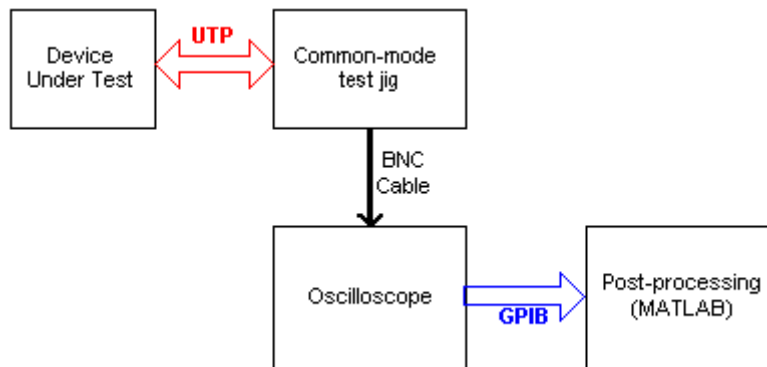 Device
Under Test
UTP
Common-mode
test jig
BNC
Cable
Oscilloscope
GPIB
Post-processing
(MATLAB)